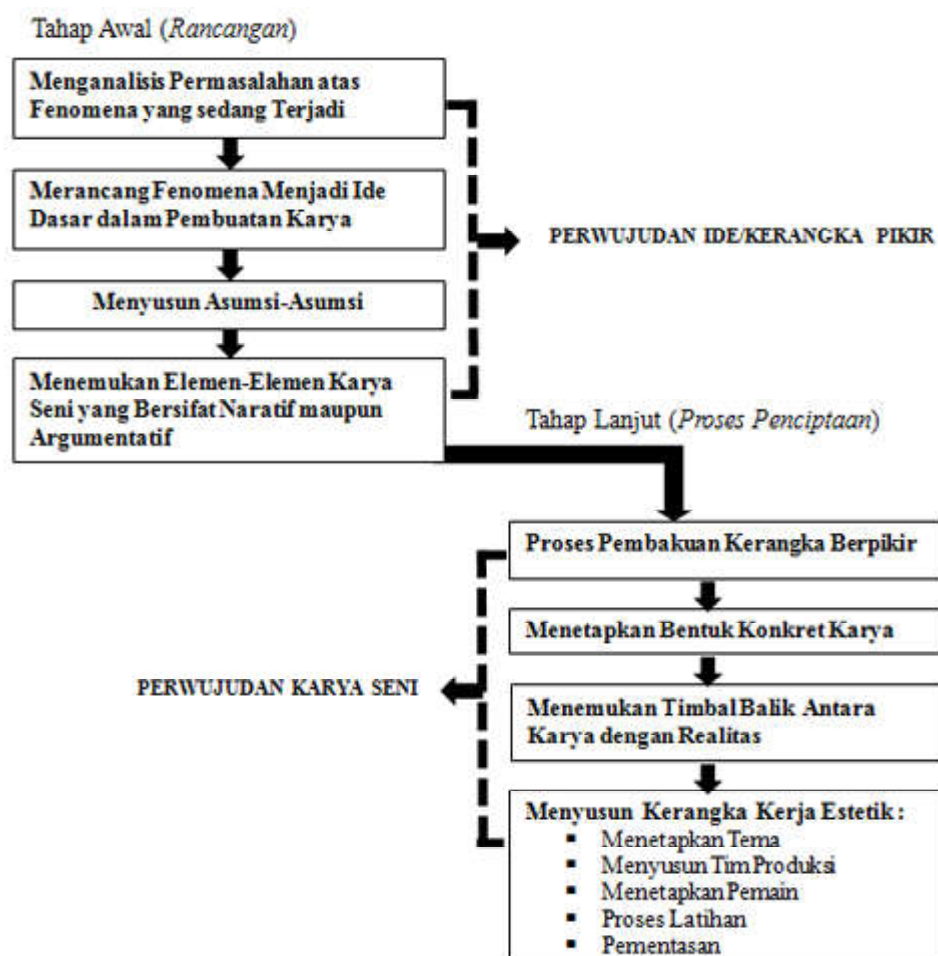 Tahap Awal (Rancangan)
Menganalisis Permasalahan atas
Fenomena yang sedang Terjadi
Merancang Fenomena Menjadi Ide
Dasar dalam Pembuatan Karya
PERWUJUDAN IDE/KERANGKA PIKIR
Menyusun Asumsi-Asumsi
Menemukan Elemen-Elemen Karya
Seni yang Bersifat Naratif maupun
Argumentatif
Tahap Lanjut (Proses Penciptaan)
Proses Pembakuan Kerangka Berpikir
Menetapkan Bentuk Konkret Karya
PERWUJUDAN KARYA SENI
Menemukan Timbal Balik Antara
Karya dengan Realitas
Menyusun Kerangka Kerja Estetik :
▪ Menetapkan Tema
▪ Menyusun Tim Produksi
▪ Menetapkan Pemain
▪ Proses Latihan
▪ Pementasan